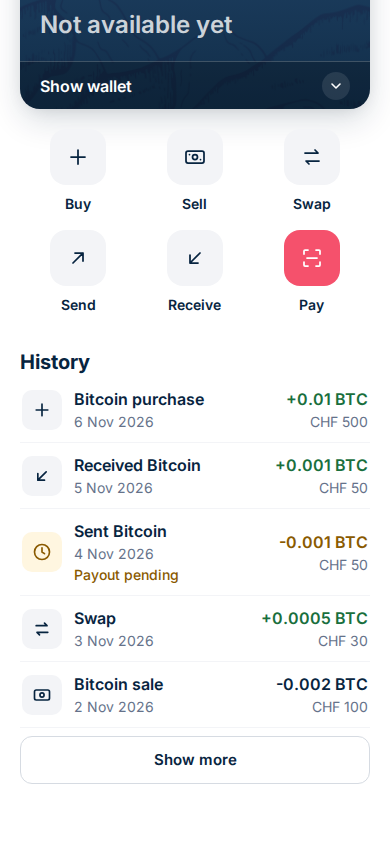 Not available yet
Show wallet
Buy
Sell
Swap
Send
Receive
Pay
History
Bitcoin purchase
+0.01 BTC
6 Nov 2026
CHF 500
Received Bitcoin
+0.001 BTC
5 Nov 2026
CHF 50
Sent Bitcoin
-0.001 BTC
4 Nov 2026
CHF 50
Payout pending
Swap
+0.0005 BTC
3 Nov 2026
CHF 30
Bitcoin sale
-0.002 BTC
2 Nov 2026
CHF 100
Show more